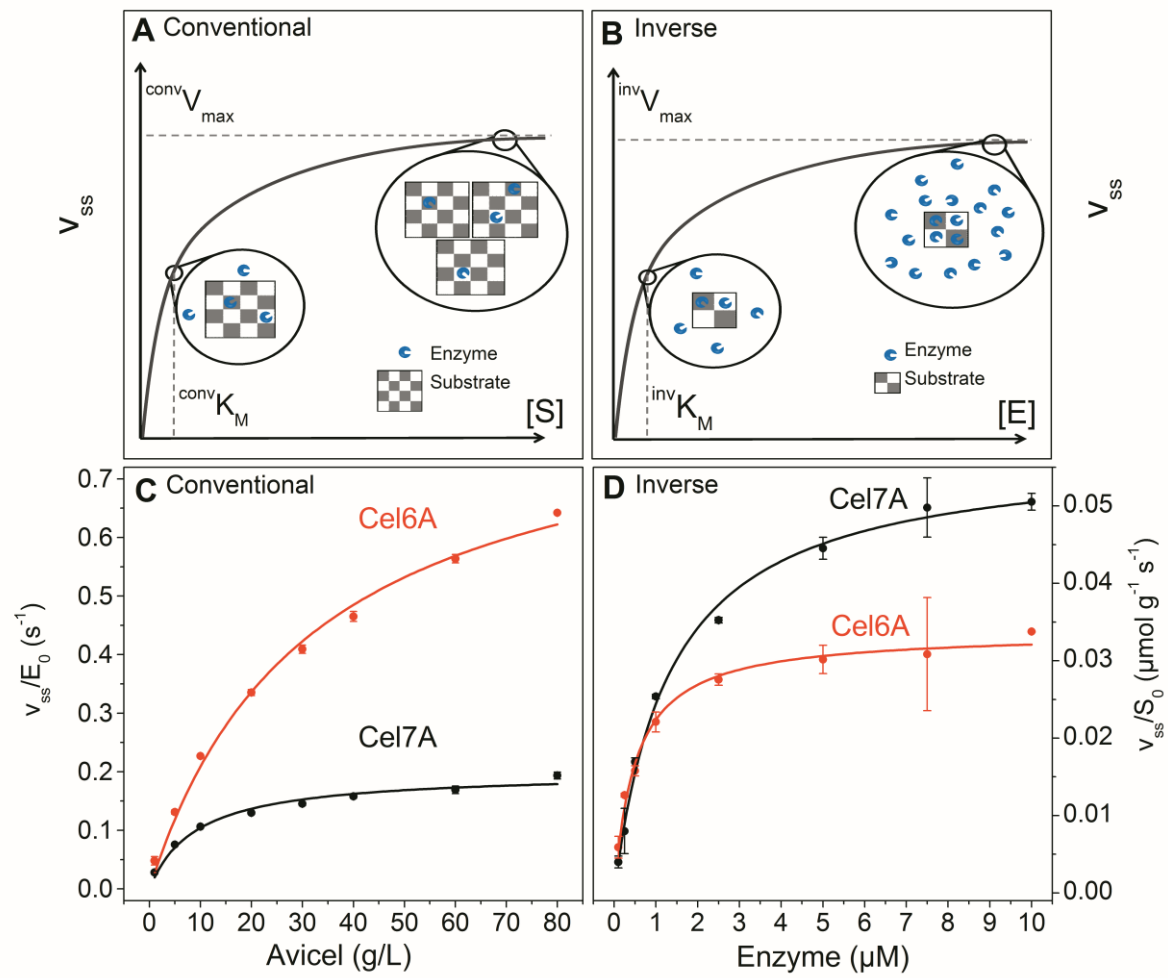 A Conventional
convVmax
vss
Enzyme
Substrate
convKM
[S]
B Inverse
invVmax
vss
Enzyme
Substrate
invKM
[E]
C Conventional
0.7
0.6
0.5
0.4
0.3
0.2
0.1
0.0
vss/E0 (s-1)
Cel6A
Cel7A
0 10 20 30 40 50 60 70 80
Avicel (g/L)
D Inverse
Cel7A
Cel6A
0.05
0.04
0.03
0.02
0.01
0.00
vss/S0 (µmol g-1 s-1)
0 1 2 3 4 5 6 7 8 9 10
Enzyme (µM)